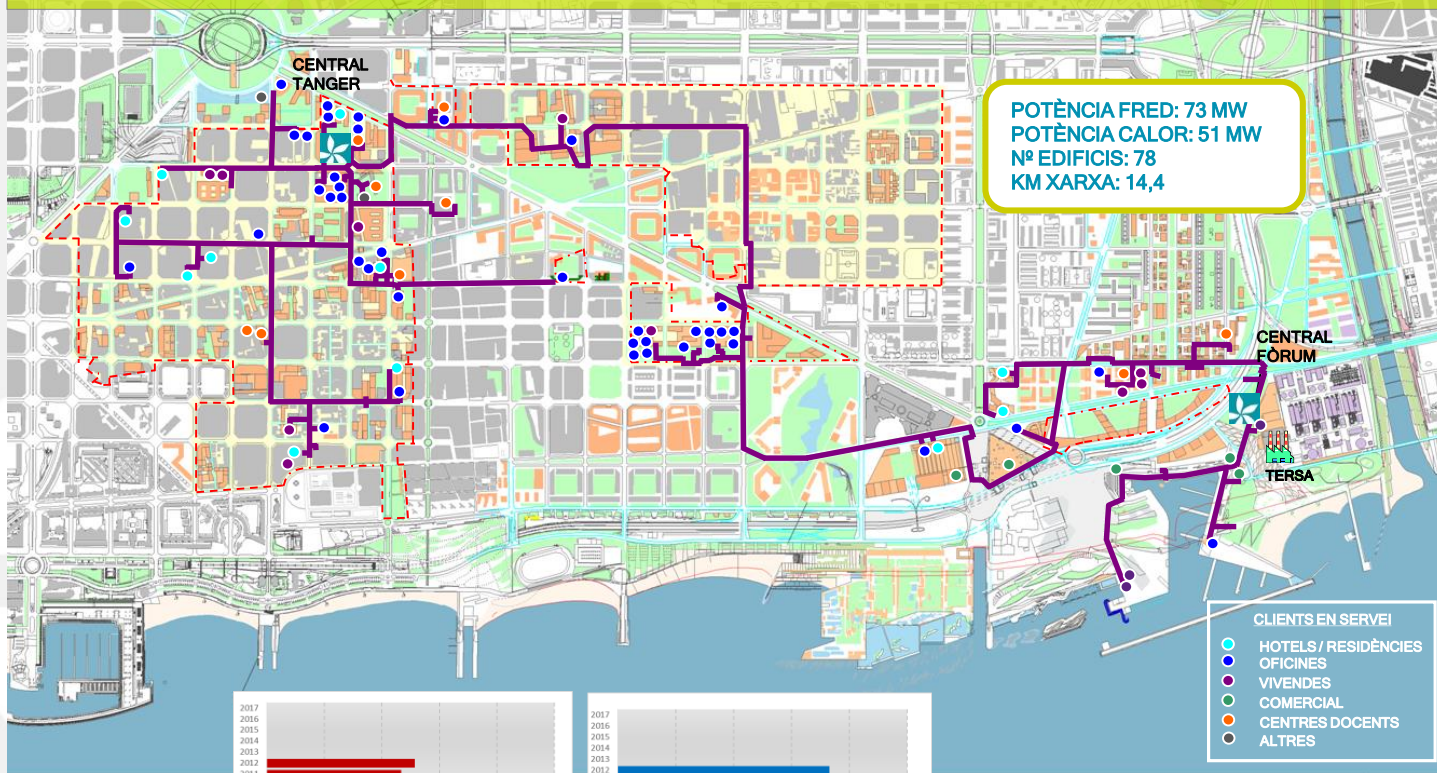 CENTRAL
TANGER
POTÈNCIA FRED: 73 MW
POTÈNCIA CALOR: 51 MW
Nº EDIFICIS: 78
KM XARXA: 14,4
CENTRAL
FÒRUM
TERSA
CLIENTS EN SERVEI
HOTELS / RESIDÈNCIES
OFICINES
VIVENDES
COMERCIAL
CENTRES DOCENTS
ALTRES
2017
2016
2015
2014
2013
2012
2011
2017
2016
2015
2014
2013
2012